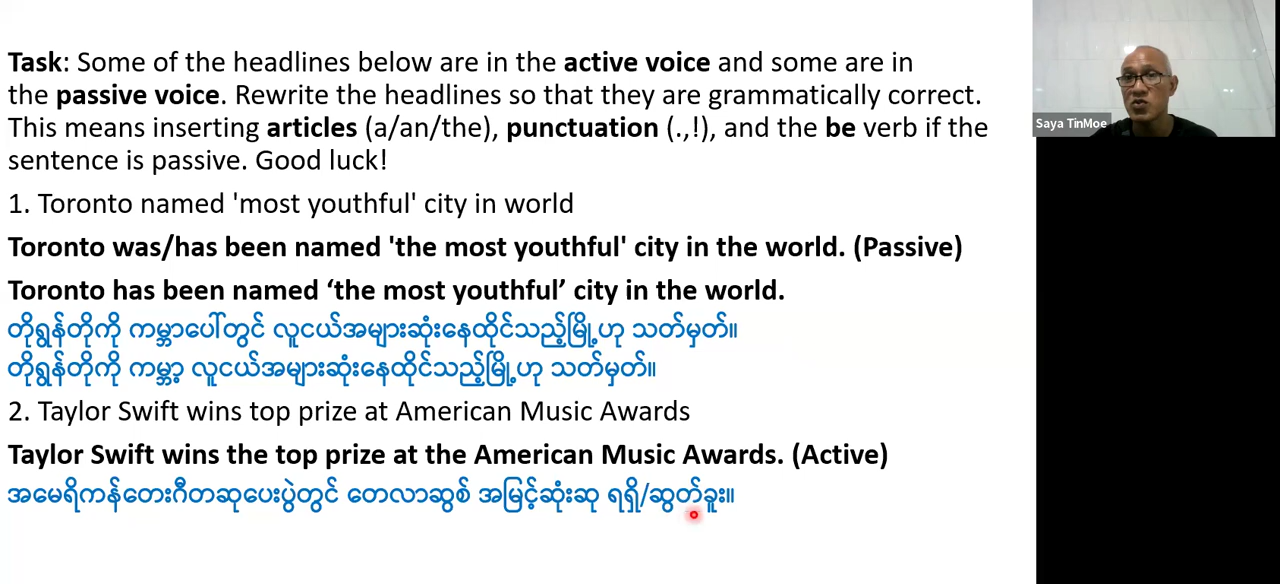 Task: Some of the headlines below are in the active voice and some are in
the passive voice. Rewrite the headlines so that they are grammatically correct.
This means inserting articles (a/an/the), punctuation (.,!), and the be verb if the
sentence is passive. Good luck!
1. Toronto named 'most youthful' city in world
Toronto was/has been named 'the most youthful' city in the world. (Passive)
Toronto has been named ‘the most youthful’ city in the world.
တိုရွန်တိုကို ကမ္ဘာပေါ်တွင် လူငယ်အများဆုံးနေထိုင်သည့်မြို့ဟု သတ်မှတ်။
တိုရွန်တိုကို ကမ္ဘာ့ လူငယ်အများဆုံးနေထိုင်သည့်မြို့ဟု သတ်မှတ်။
2. Taylor Swift wins top prize at American Music Awards
Taylor Swift wins the top prize at the American Music Awards. (Active)
အမေရိကန်တေးဂီတဆုပေးပွဲတွင် တေလာဆွစ် အမြင့်ဆုံးဆု ရရှိ/ဆွတ်ခူး။
Saya TinMoe